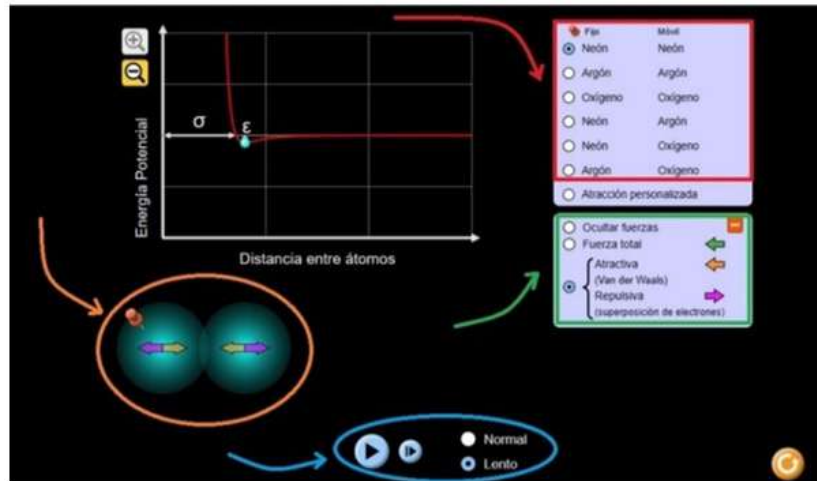 Fijo Móvil
Neón Neón
Argón Argón
Oxígeno Oxígeno
Neón Argón
Neón Oxígeno
Argón Oxígeno
Atracción personalizada
σ
ε
Energía Potencial
Distancia entre átomos
Ocultar fuerzas
Fuerza total
Atractiva
(Van der Waals)
Repulsiva
(superposición de electrones)
Normal
Lento